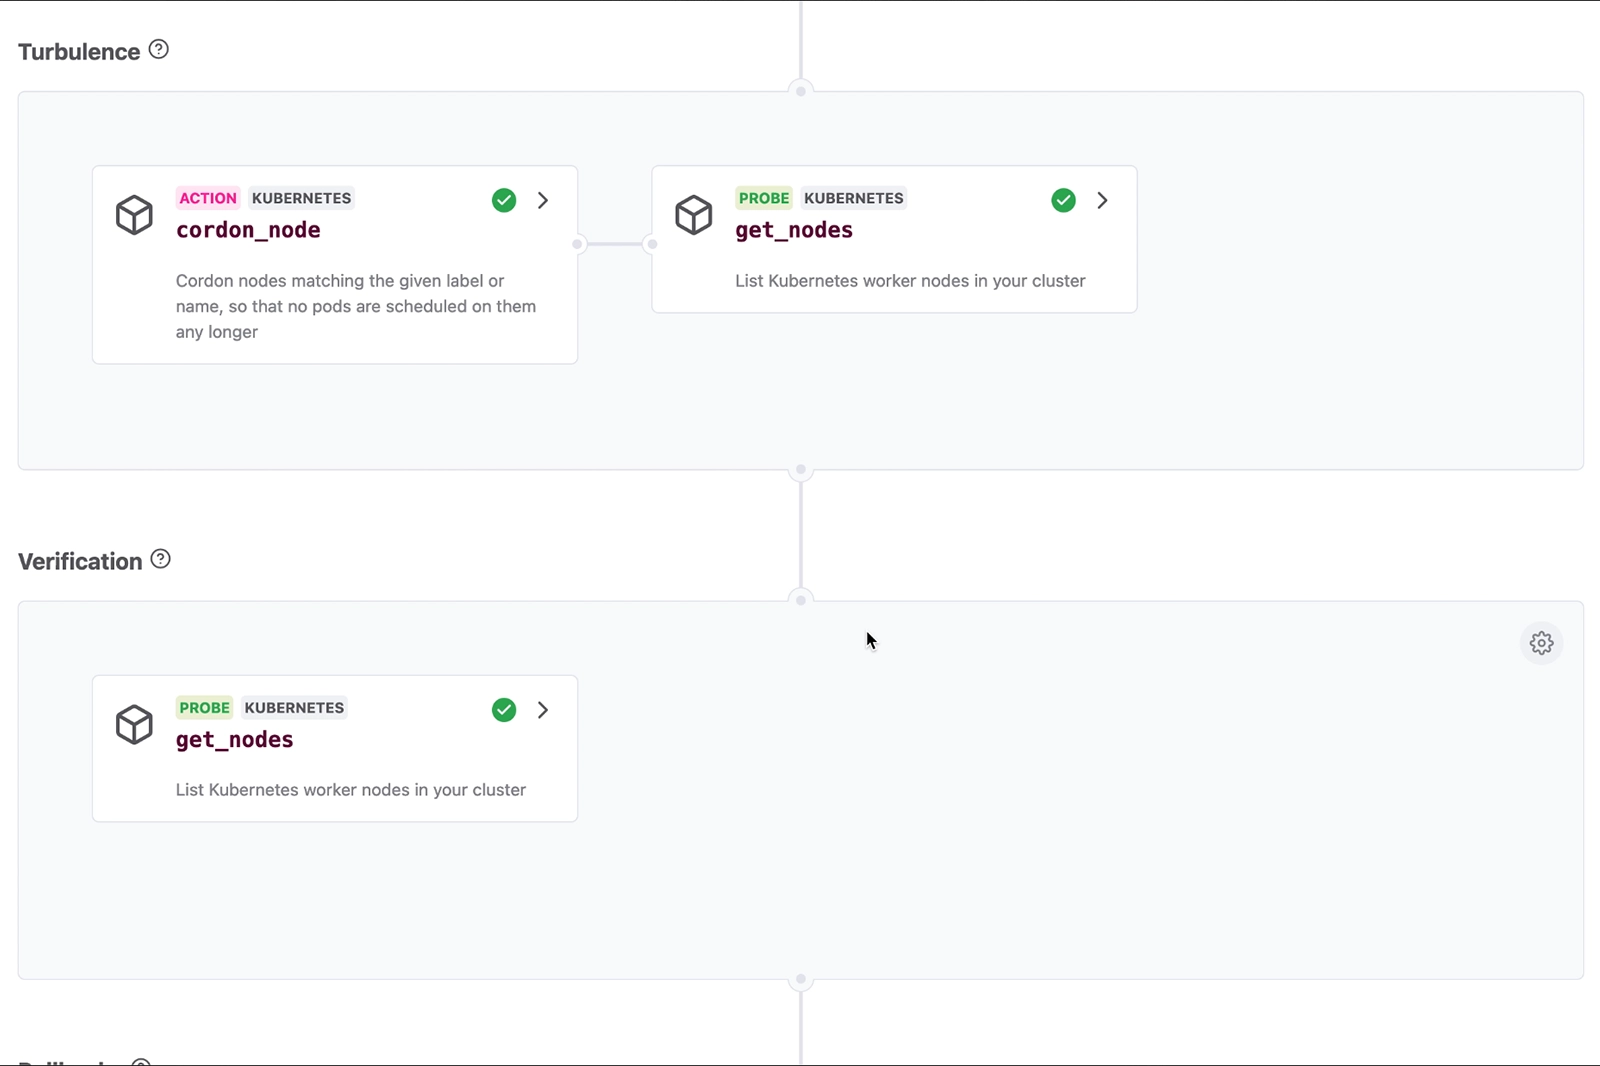 Turbulence
ACTION KUBERNETES
cordon_node
Cordon nodes matching the given label or
name, so that no pods are scheduled on them
any longer
PROBE KUBERNETES
get_nodes
List Kubernetes worker nodes in your cluster
Verification
PROBE KUBERNETES
get_nodes
List Kubernetes worker nodes in your cluster